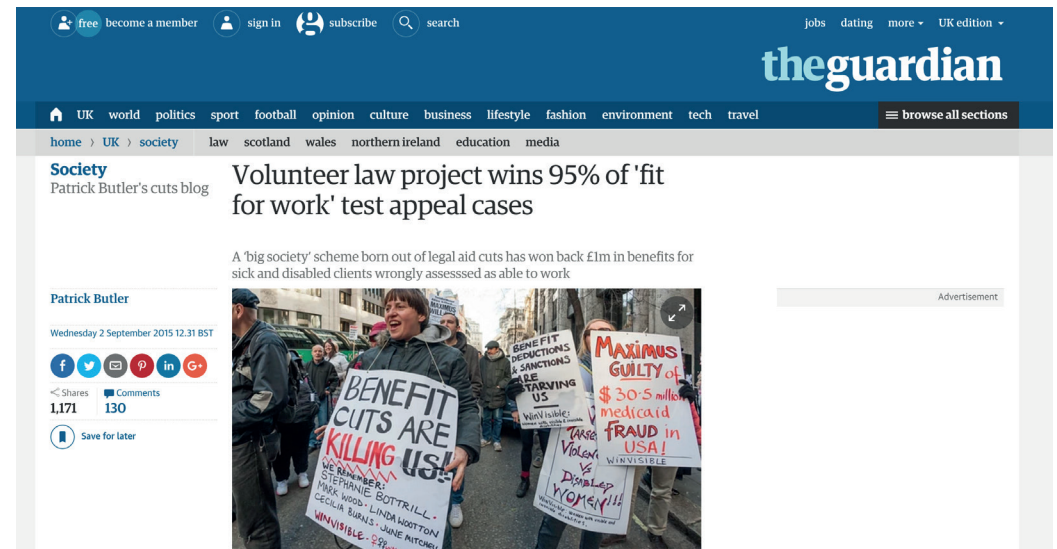 free become a member sign in subscribe search jobs dating more UK edition
theguardian
UK world politics sport football opinion culture business lifestyle fashion environment tech travel browse all sections
home › UK › society law scotland wales northern ireland education media
Society
Patrick Butler's cuts blog
Volunteer law project wins 95% of 'fit
for work' test appeal cases
A 'big society' scheme born out of legal aid cuts has won back £1m in benefits for
sick and disabled clients wrongly assesssed as able to work
Patrick Butler
Wednesday 2 September 2015 12.31 BST
f in G+
Shares Comments
1,171 130
Save for later
Advertisement
BENEFIT
CUTS ARE
KILLING US!!
WE REMEMBER:
STEPHANIE BOTTRILL.
MARK WOOD. LINDA WOOTTON
CECILIA BURNS. JUNE MITCHELL
WINVISIBLE
BENEFIT
DEDUCTIONS
& SANCTIONS
ARE
STARVING
US
WinVisible:
MAXIMUS
GUILTY of
$30.5 million
medicaid
FRAUD in
USA!
WINVISIBLE
VIOLENCE
VS
DISABLED
WOMEN!!!